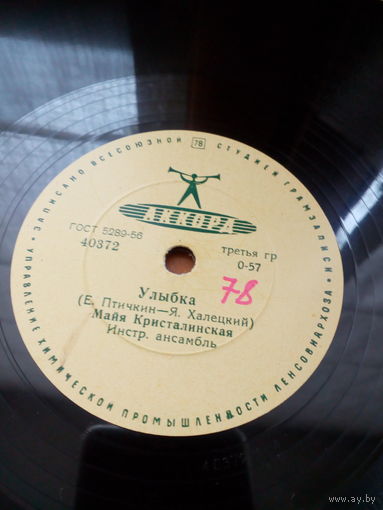 ЗАПИСАНО ВСЕСОЮЗНОЙ 78 СТУДИЕЙ ГРАМЗАПИСИ
АККОРД
ГОСТ 5289-56
40372
третья гр
0-57
Улыбка
78
(Е. Птичкин—Я. Халецкий)
Майя Кристалинская
Инстр. ансамбль
• УПРАВЛЕНИЕ ХИМИЧЕСКОЙ ПРОМЫШЛЕННОСТИ ЛЕНСОВНАРХОЗА •
http://ay.by